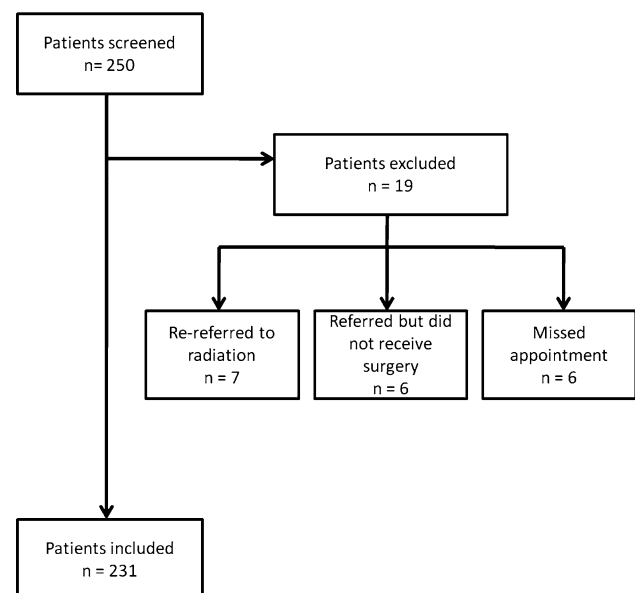 Patients screened
n= 250
Patients excluded
n = 19
Re-referred to
radiation
n = 7
Referred but did
not receive
surgery
n = 6
Missed
appointment
n = 6
Patients included
n = 231